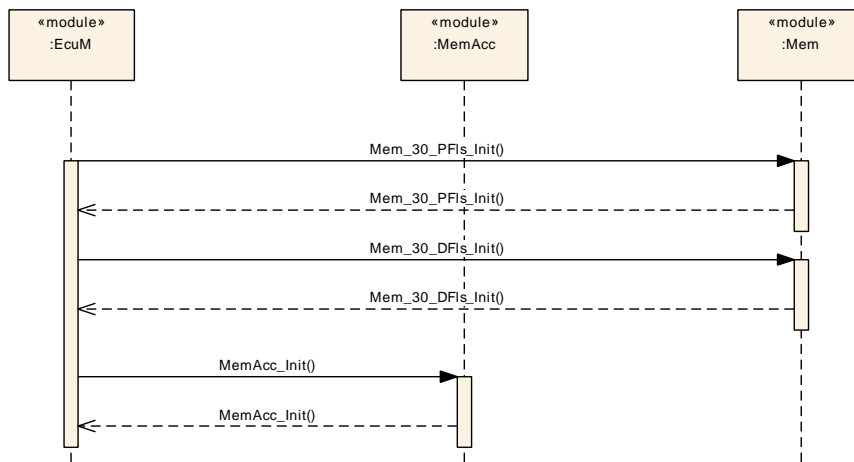 «module»
:EcuM
«module»
:MemAcc
«module»
:Mem
Mem_30_PFls_Init()
Mem_30_PFls_Init()
Mem_30_DFls_Init()
Mem_30_DFls_Init()
MemAcc_Init()
MemAcc_Init()